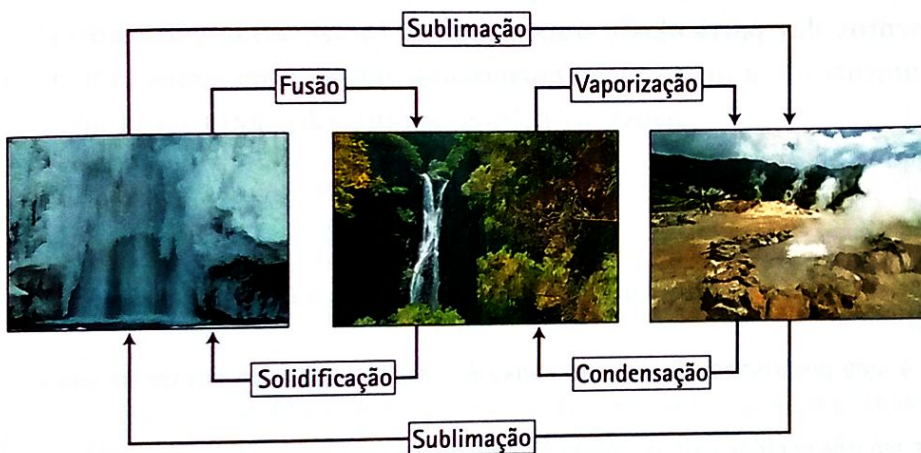 Sublimação
Fusão
Vaporização
Solidificação
Condensação
Sublimação